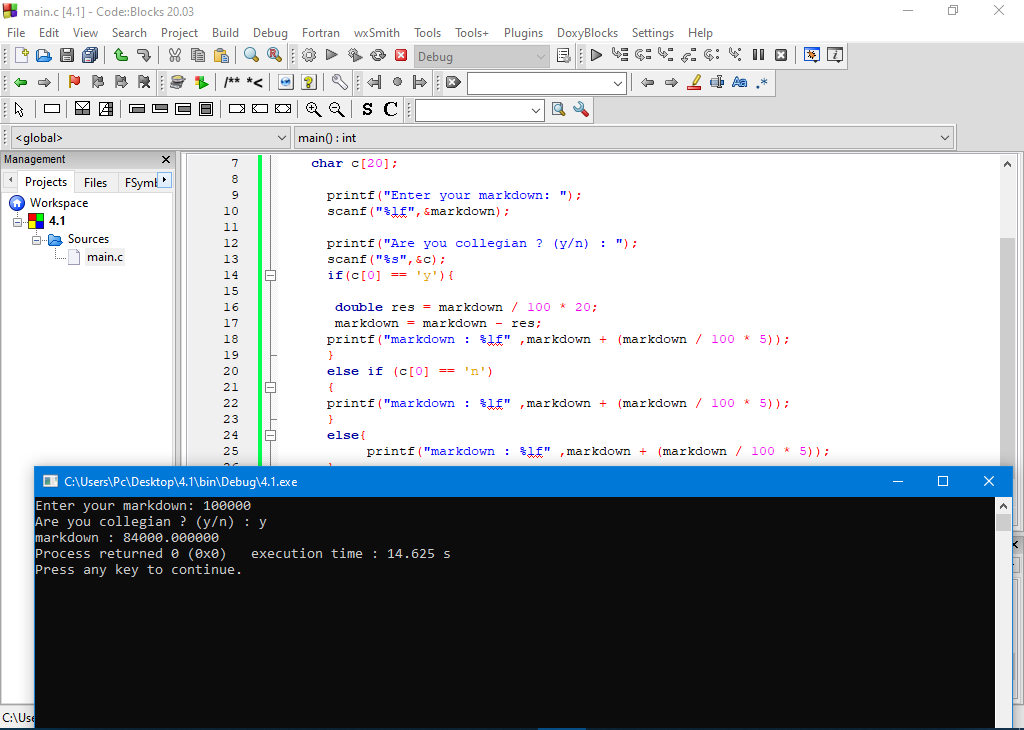 main.c [4.1] - Code::Blocks 20.03
File Edit View Search Project Build Debug Fortran wxSmith Tools Tools+ Plugins DoxyBlocks Settings Help
Debug
/** *<
Aa .*
S C
<global>
main() : int
Management
Projects Files FSymb
Workspace
4.1
Sources
main.c
7 char c[20];
8
9 printf("Enter your markdown: ");
10 scanf("%lf",&markdown);
11
12 printf("Are you collegian ? (y/n) : ");
13 scanf("%s",&c);
14 if(c[0] == 'y'){
15
16 double res = markdown / 100 * 20;
17 markdown = markdown - res;
18 printf("markdown : %lf" ,markdown + (markdown / 100 * 5));
19 }
20 else if (c[0] == 'n')
21 {
22 printf("markdown : %lf" ,markdown + (markdown / 100 * 5));
23 }
24 else{
25 printf("markdown : %lf" ,markdown + (markdown / 100 * 5));
C:\Users\Pc\Desktop\4.1\bin\Debug\4.1.exe
Enter your markdown: 100000
Are you collegian ? (y/n) : y
markdown : 84000.000000
Process returned 0 (0x0) execution time : 14.625 s
Press any key to continue.
C:\Use